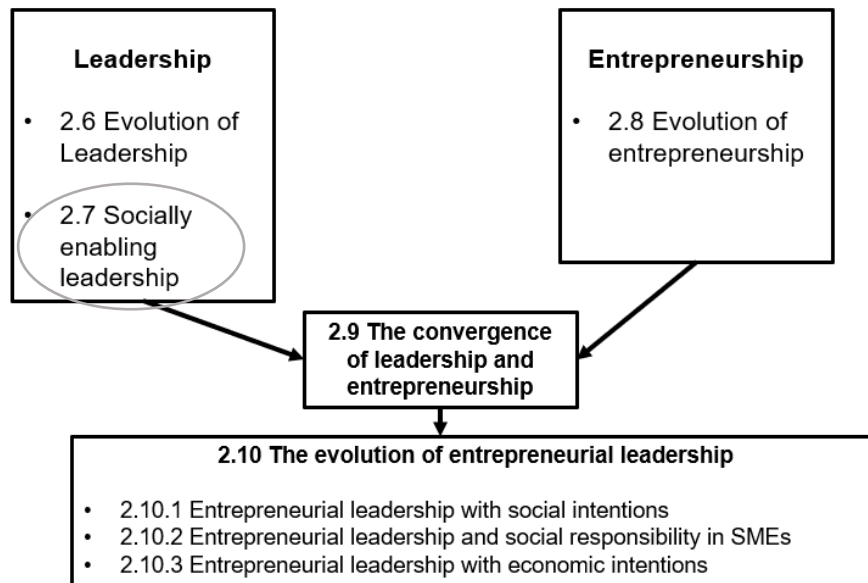 Leadership
• 2.6 Evolution of
Leadership
• 2.7 Socially
enabling
leadership
Entrepreneurship
• 2.8 Evolution of
entrepreneurship
2.9 The convergence
of leadership and
entrepreneurship
2.10 The evolution of entrepreneurial leadership
• 2.10.1 Entrepreneurial leadership with social intentions
• 2.10.2 Entrepreneurial leadership and social responsibility in SMEs
• 2.10.3 Entrepreneurial leadership with economic intentions